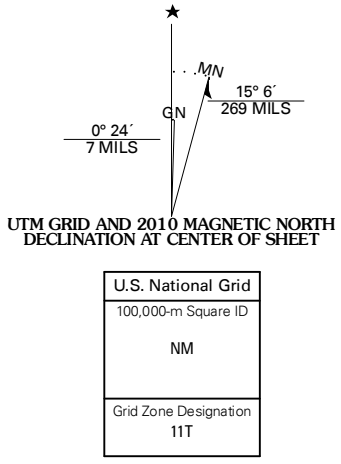 MN
15° 6´
269 MILS
GN
0° 24´
7 MILS
UTM GRID AND 2010 MAGNETIC NORTH
DECLINATION AT CENTER OF SHEET
U.S. National Grid
100,000-m Square ID
NM
Grid Zone Designation
11T